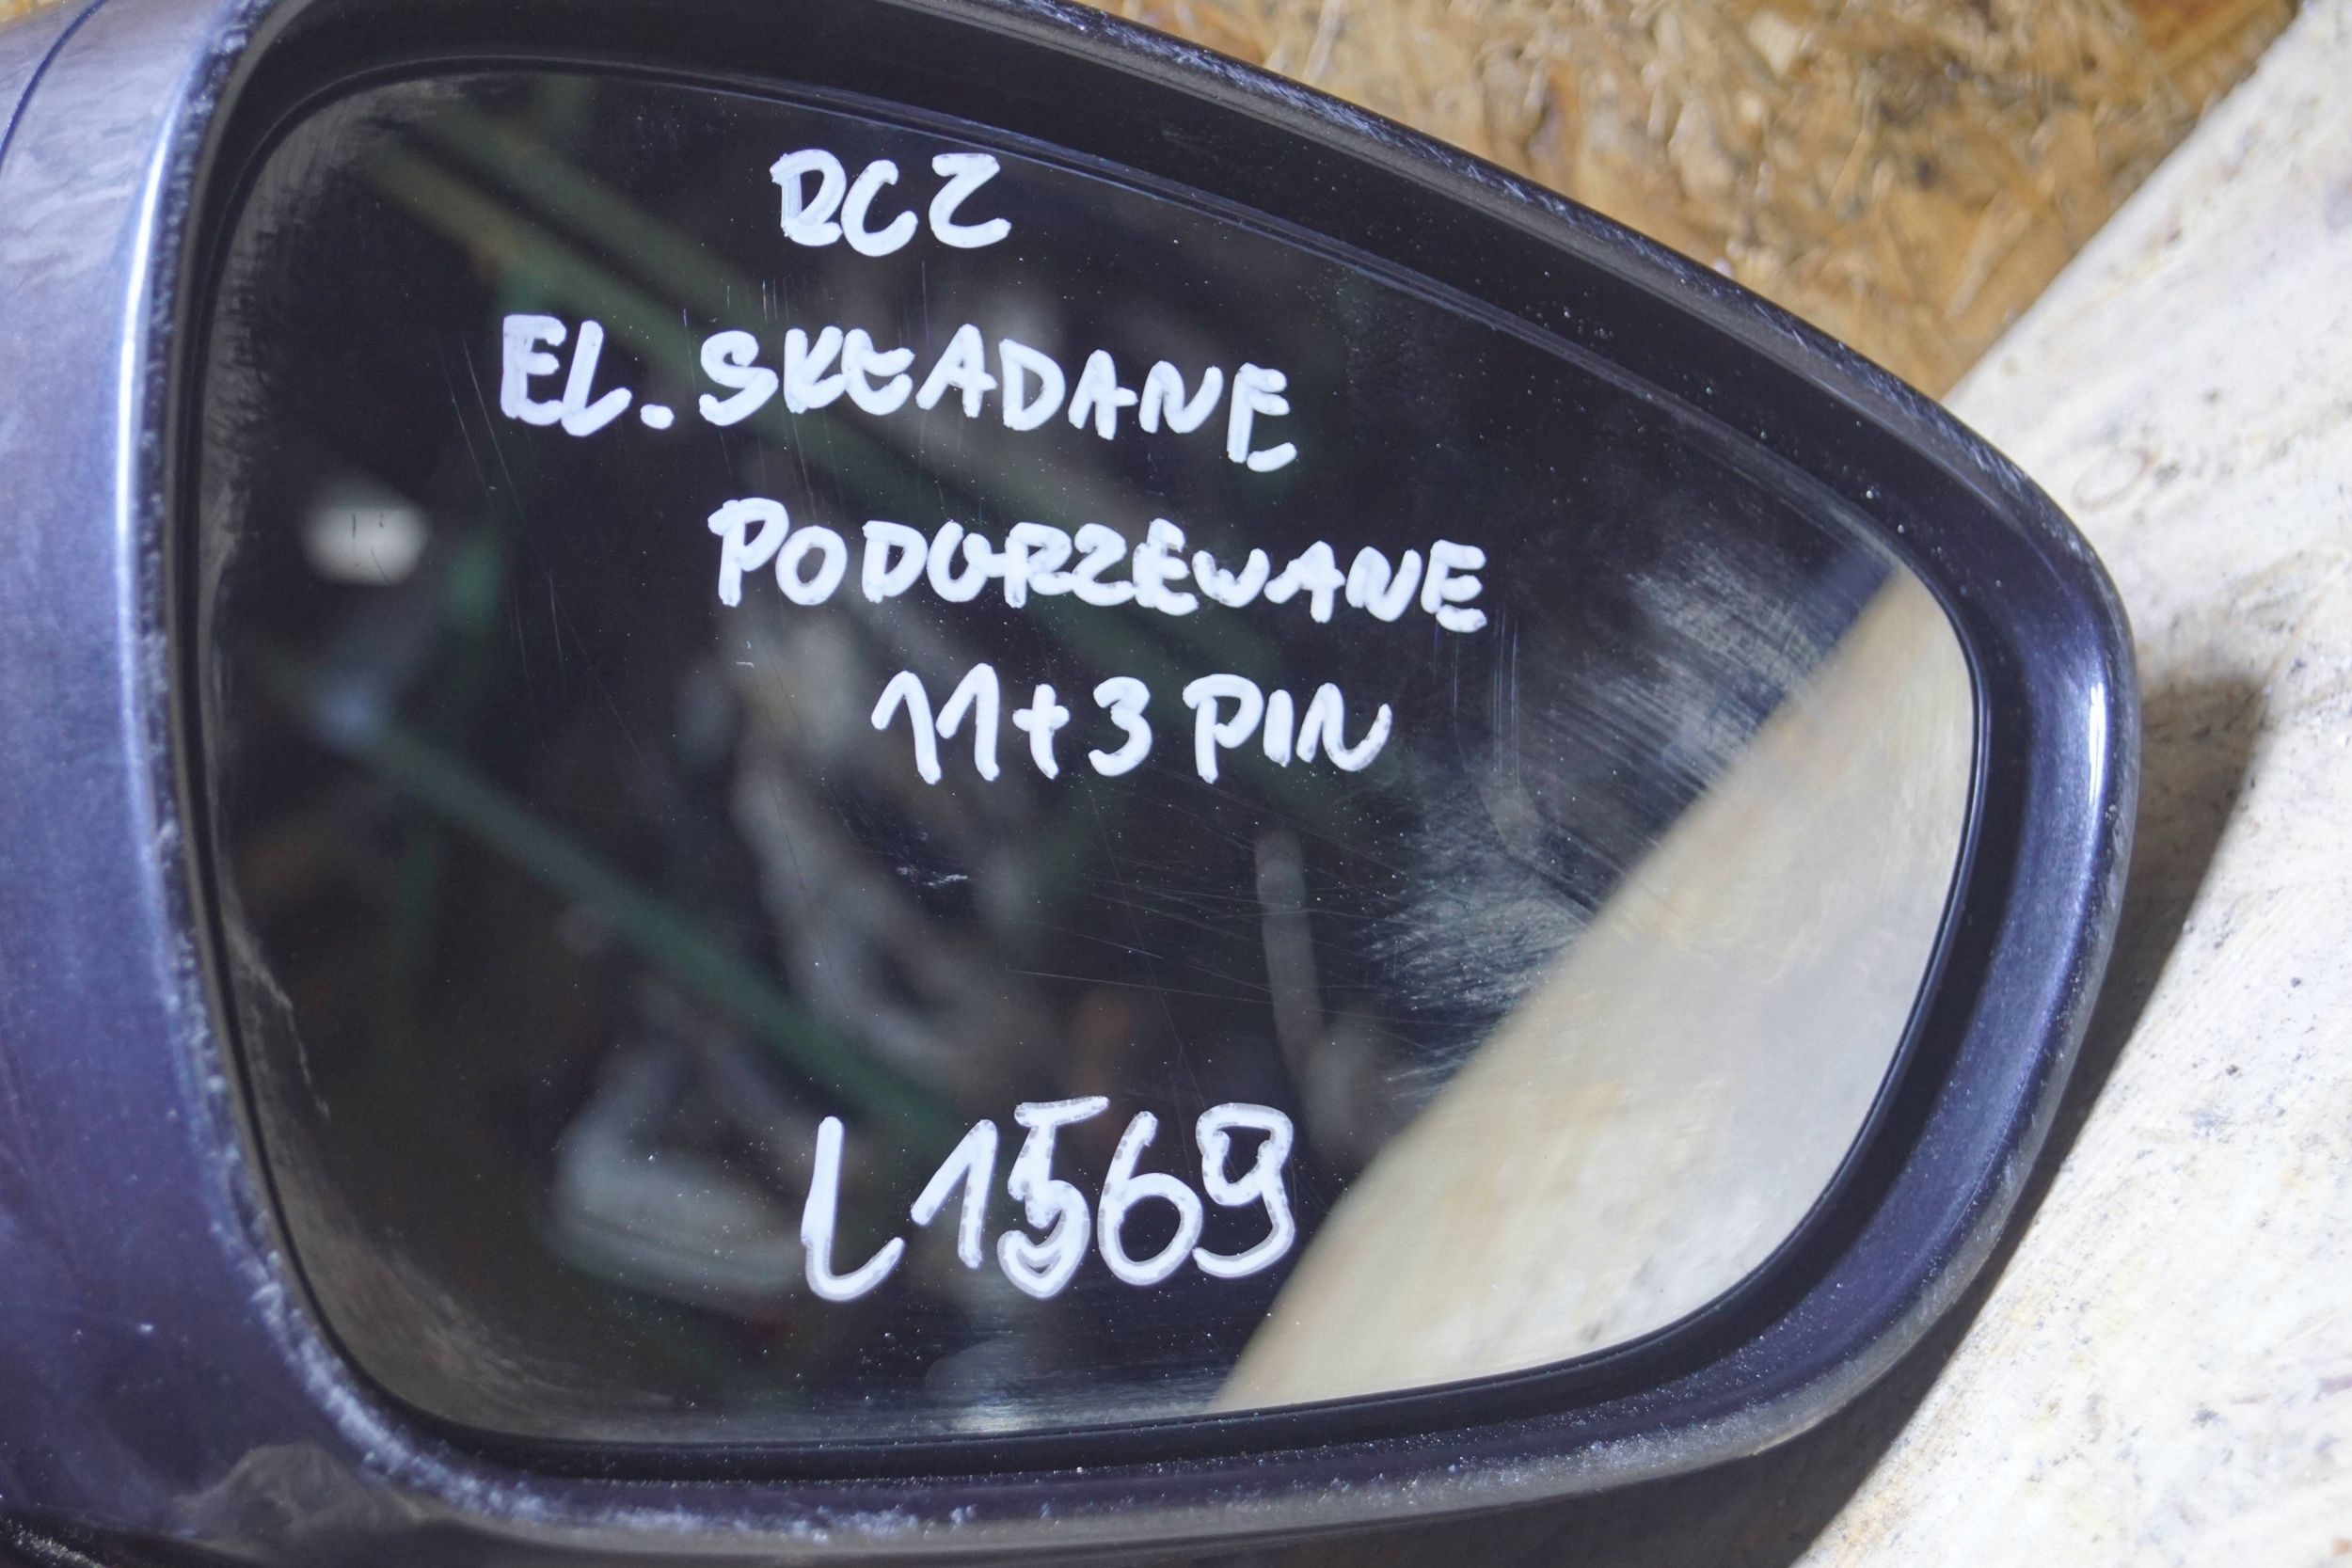 RCZ
EL. SKŁADANE
PODGRZEWANE
11+3 PIN
L1569